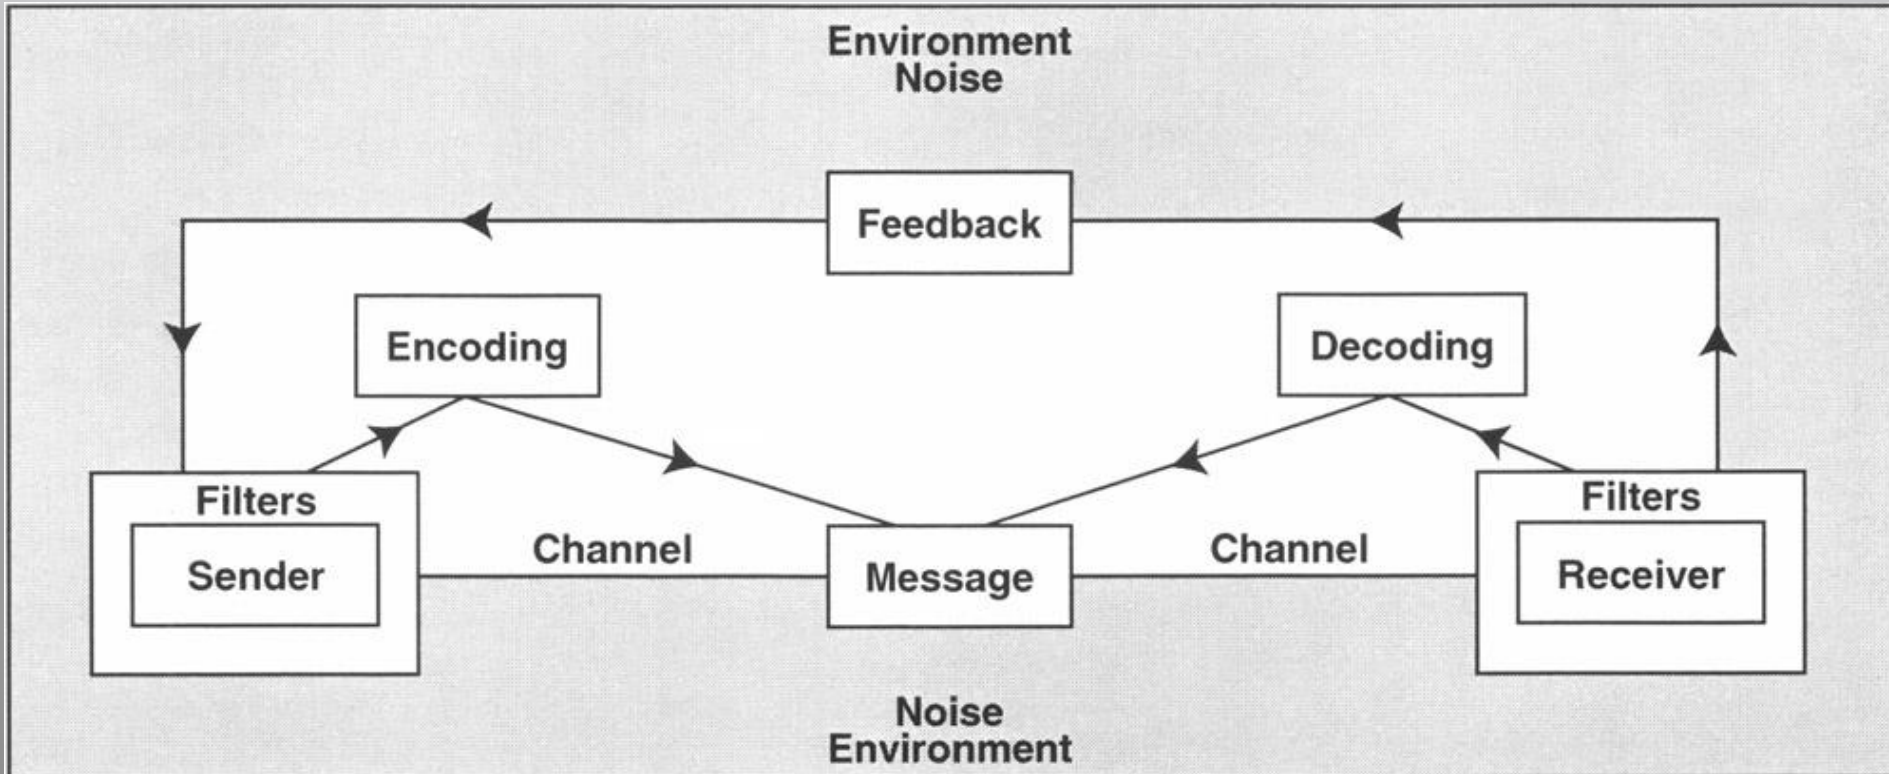 Environment
Noise
Feedback
Encoding
Decoding
Filters
Filters
Channel
Channel
Sender
Message
Receiver
Noise
Environment